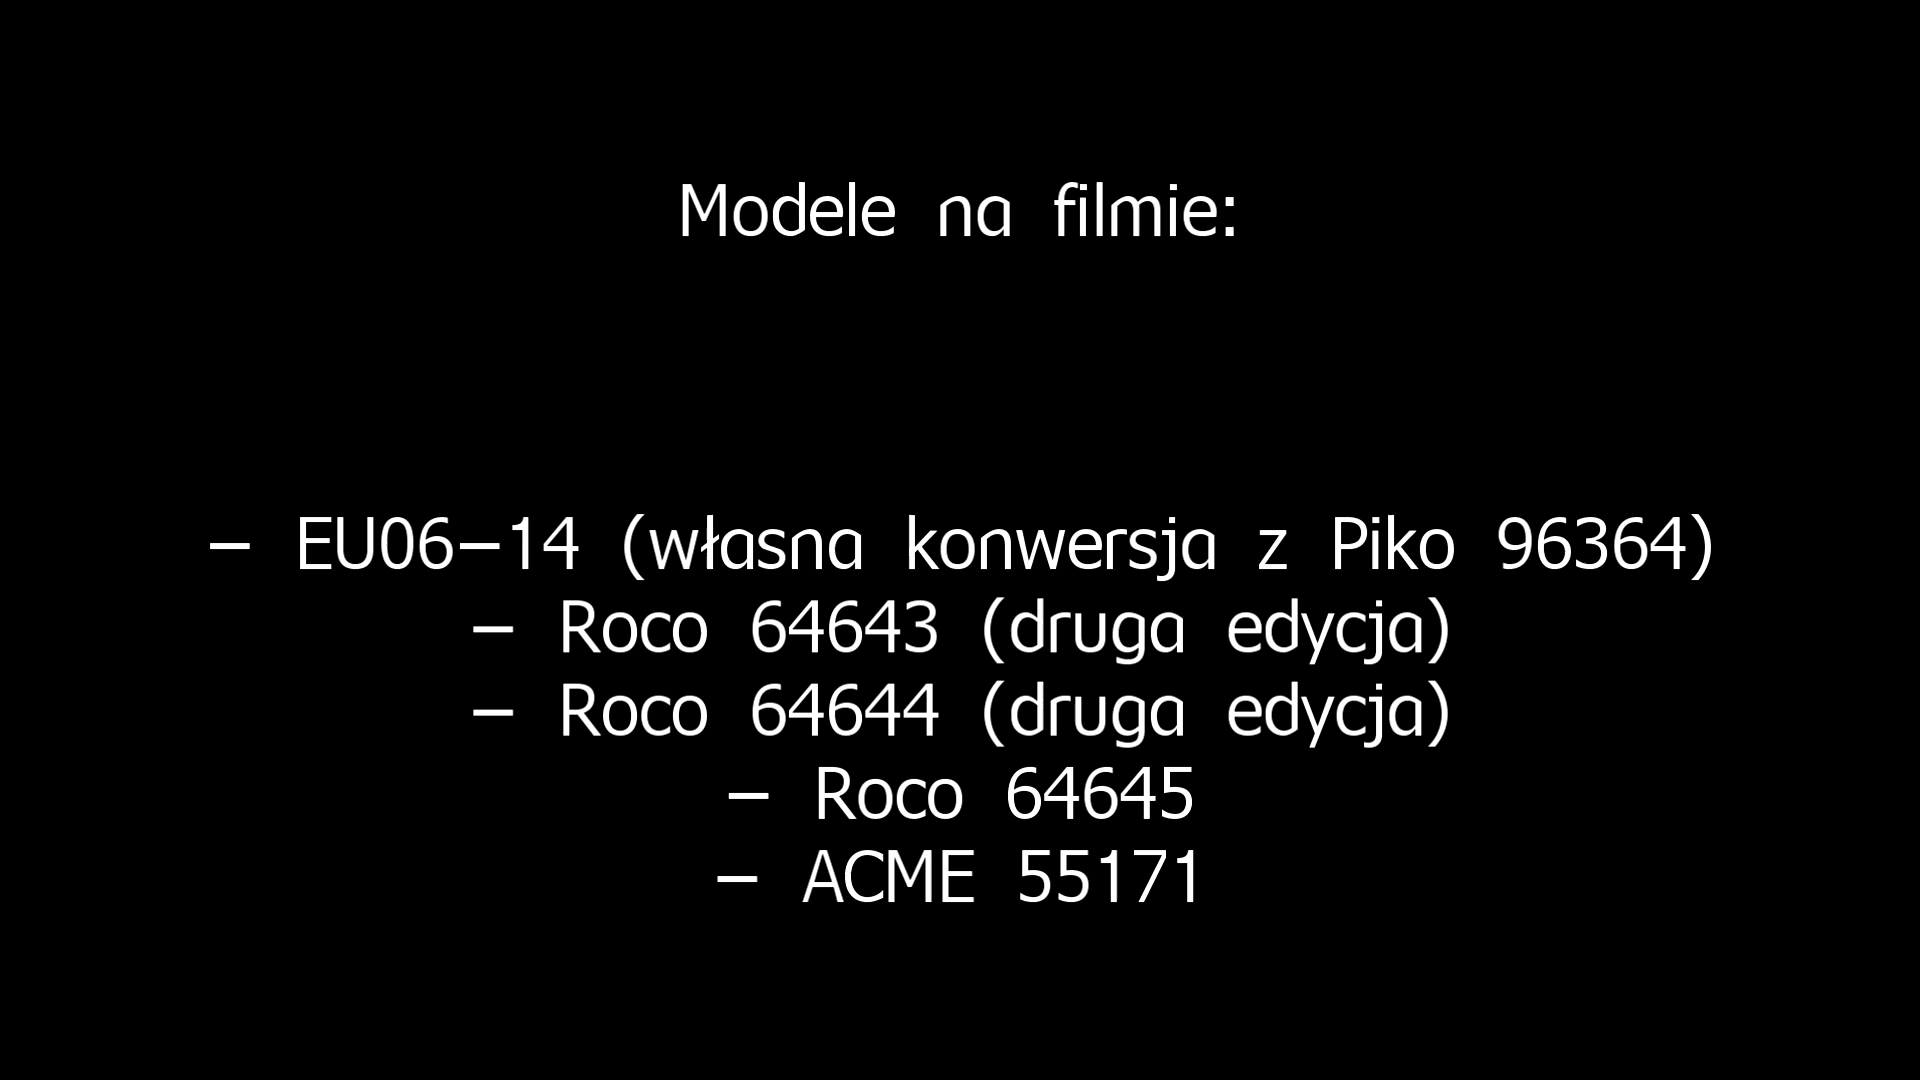 Modele na filmie:
– EU06–14 (własna konwersja z Piko 96364)
– Roco 64643 (druga edycja)
– Roco 64644 (druga edycja)
– Roco 64645
– ACME 55171